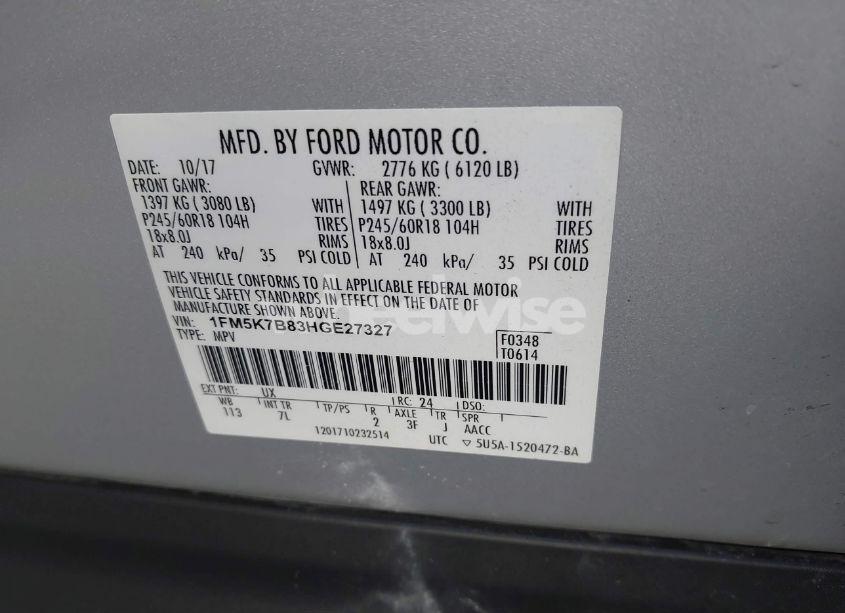 MFD. BY FORD MOTOR CO.
DATE: 10/17 GVWR: 2776 KG ( 6120 LB)
FRONT GAWR: REAR GAWR:
1397 KG ( 3080 LB) WITH 1497 KG ( 3300 LB) WITH
P245/60R18 104H TIRES P245/60R18 104H TIRES
18x8.0J RIMS 18x8.0J RIMS
AT 240 kPa/ 35 PSI COLD AT 240 kPa/ 35 PSI COLD
THIS VEHICLE CONFORMS TO ALL APPLICABLE FEDERAL MOTOR
VEHICLE SAFETY STANDARDS IN EFFECT ON THE DATE OF
MANUFACTURE SHOWN ABOVE.
VIN: 1FM5K7B83HGE27327
TYPE: MPV
F0348
T0614
EXT PNT: UX RC: 24 DSO:
WB INT TR TP/PS R AXLE TR SPR
113 7L 2 3F J AACC
1201710232514 UTC ▽ 5U5A-1520472-BA